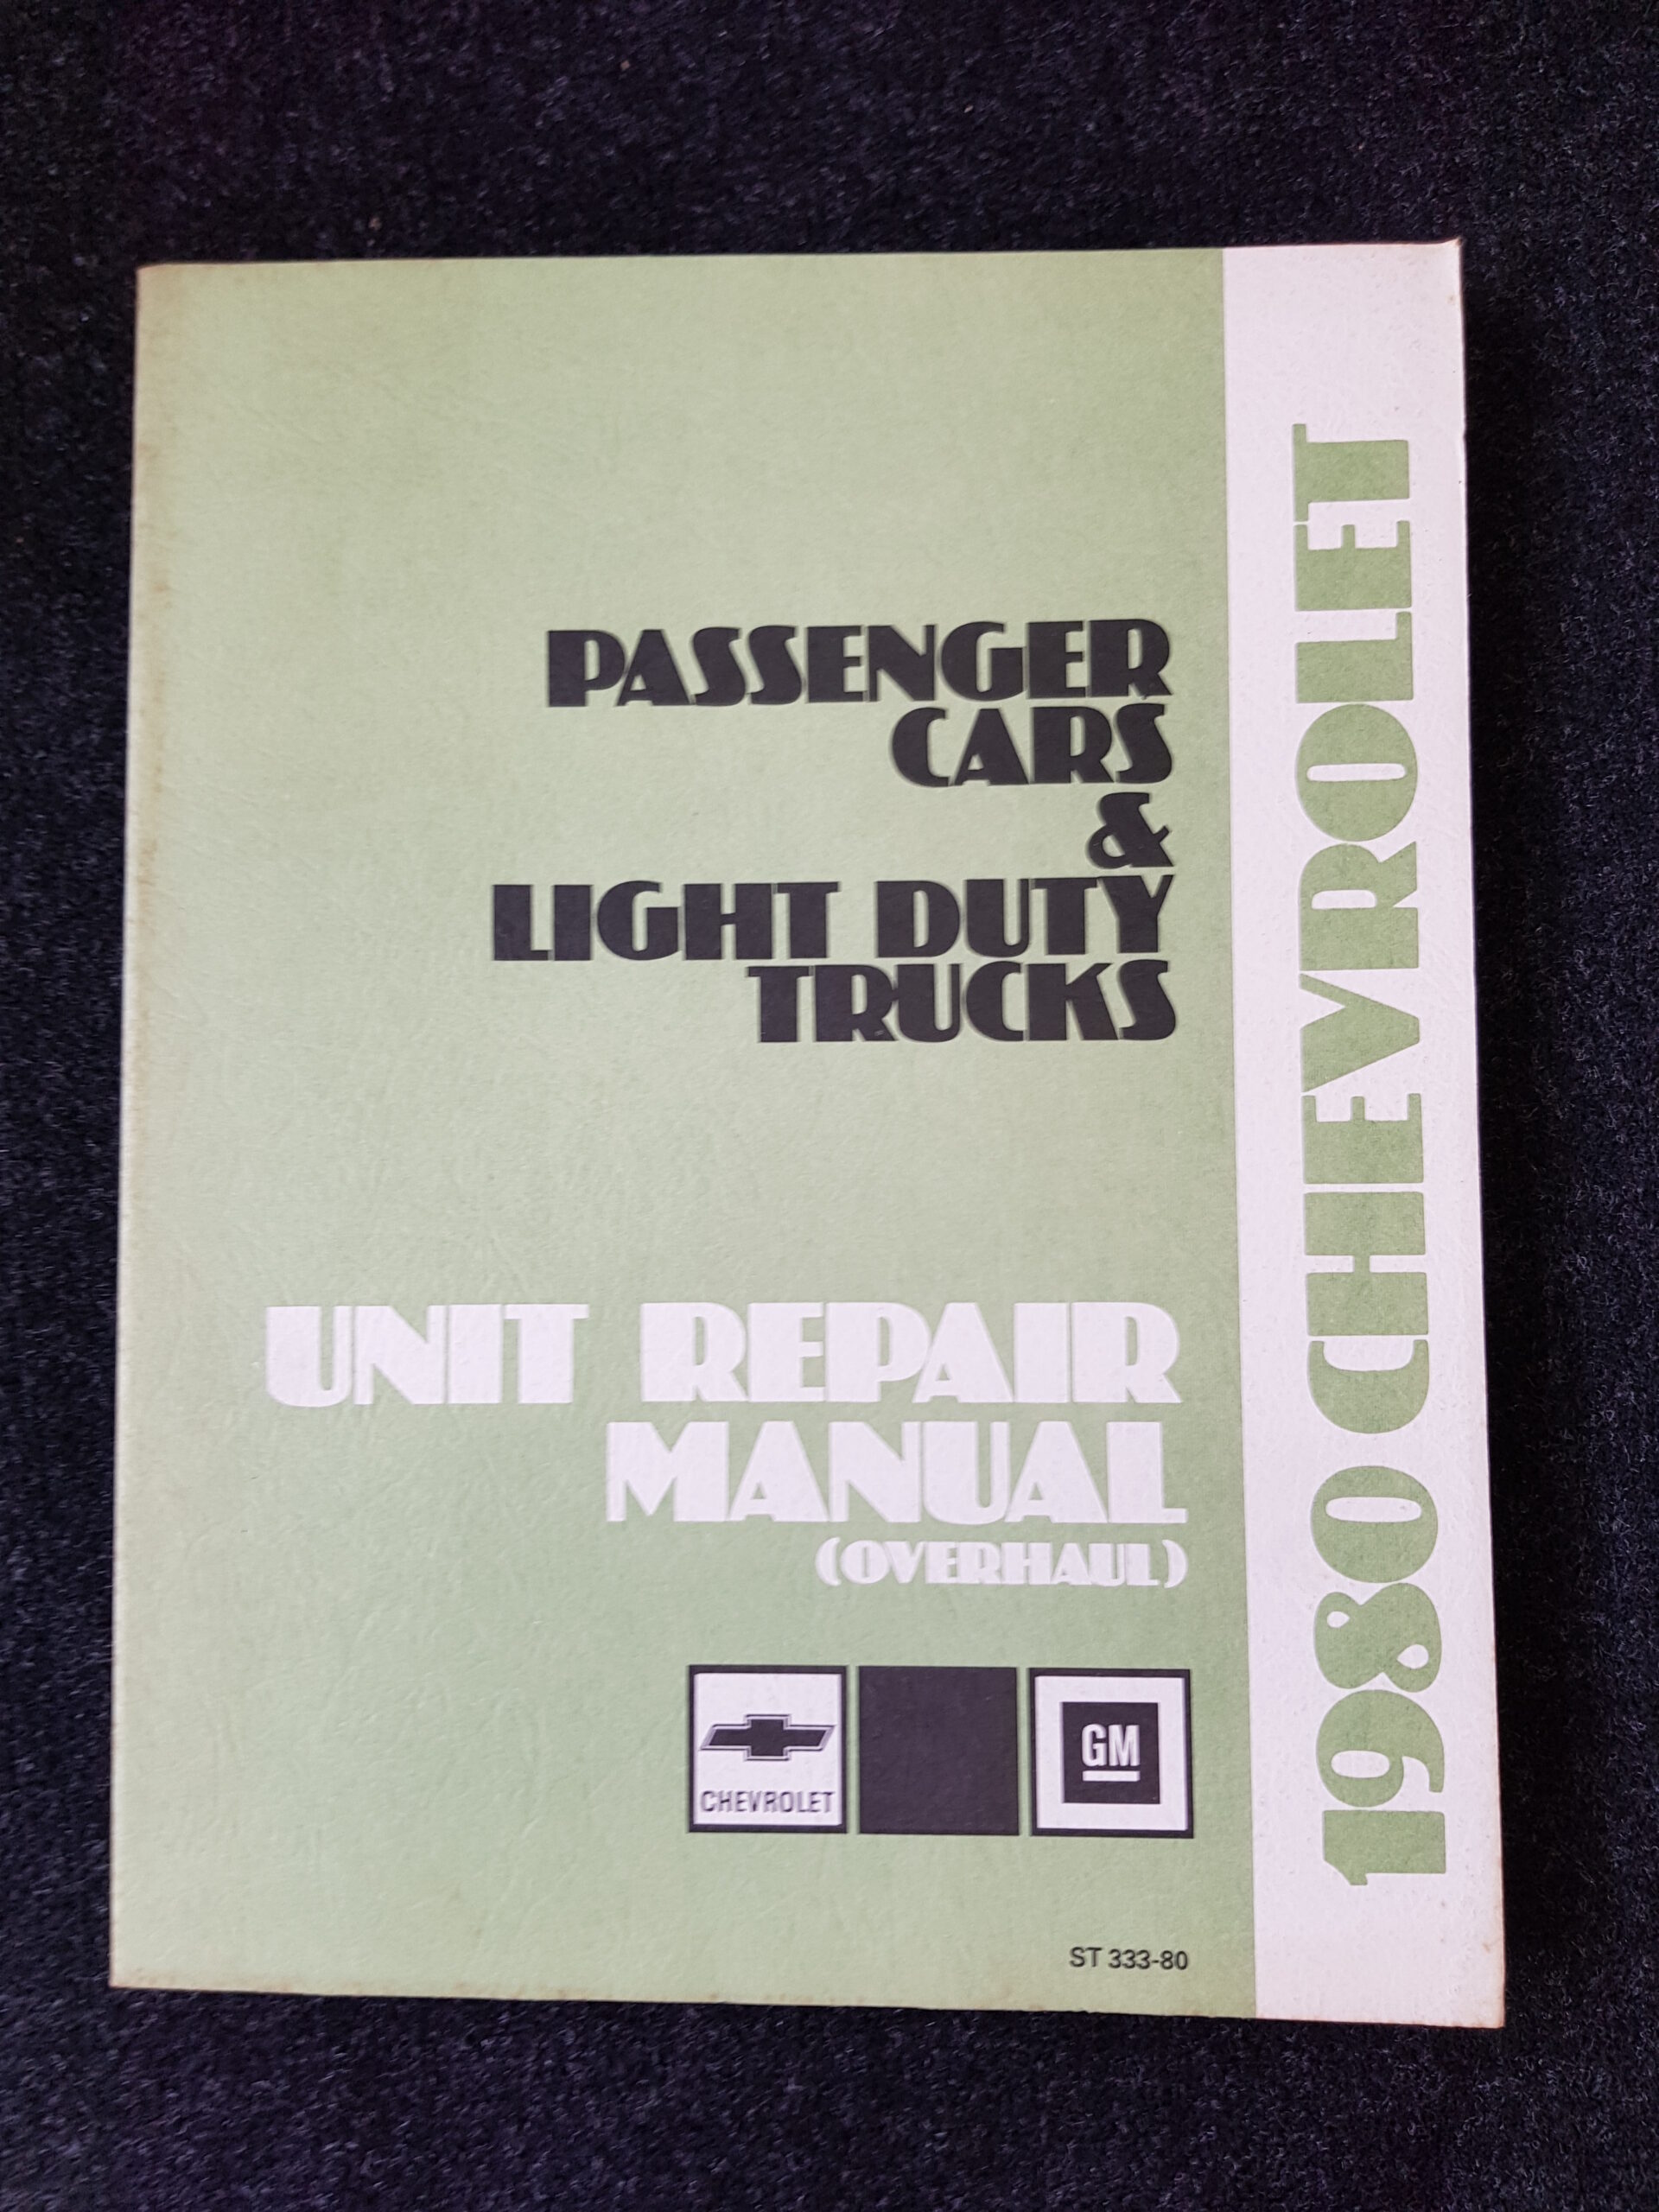 PASSENGER
CARS
&
LIGHT DUTY
TRUCKS
UNIT REPAIR
MANUAL
(OVERHAUL)
CHEVROLET
GM
ST 333-80
1980 CHEVROLET